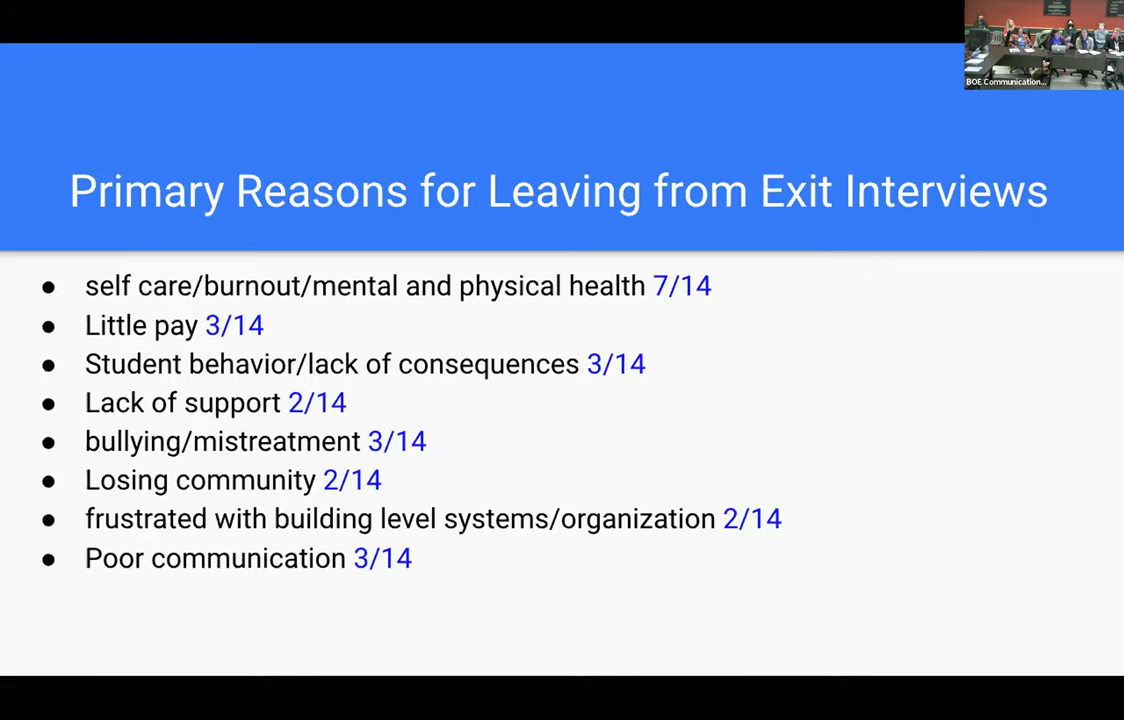 BOE Communication...
Primary Reasons for Leaving from Exit Interviews
● self care/burnout/mental and physical health 7/14
● Little pay 3/14
● Student behavior/lack of consequences 3/14
● Lack of support 2/14
● bullying/mistreatment 3/14
● Losing community 2/14
● frustrated with building level systems/organization 2/14
● Poor communication 3/14